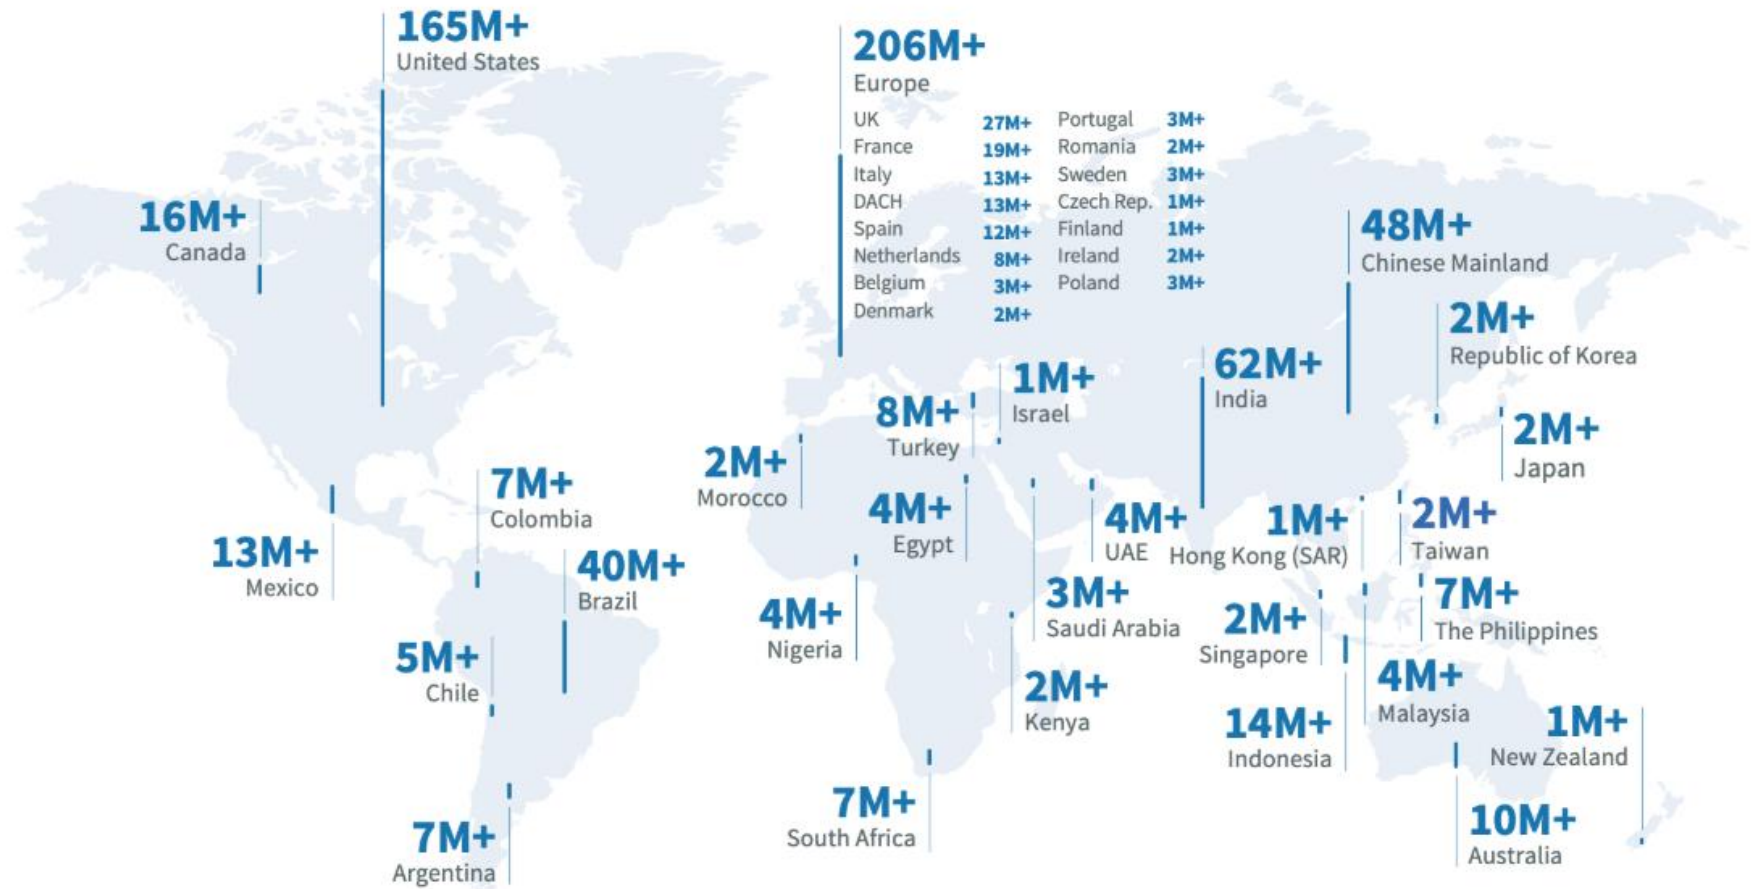 165M+
United States
206M+
Europe
UK 27M+ Portugal 3M+
France 19M+ Romania 2M+
Italy 13M+ Sweden 3M+
DACH 13M+ Czech Rep. 1M+
Spain 12M+ Finland 1M+
Netherlands 8M+ Ireland 2M+
Belgium 3M+ Poland 3M+
Denmark 2M+
16M+
Canada
48M+
Chinese Mainland
2M+
Republic of Korea
62M+
India
1M+
Israel
8M+
Turkey
2M+
Japan
2M+
Morocco
7M+
Colombia
4M+
Egypt
4M+
UAE
1M+
Hong Kong (SAR)
2M+
Taiwan
13M+
Mexico
40M+
Brazil
4M+
Nigeria
3M+
Saudi Arabia
2M+
Singapore
7M+
The Philippines
5M+
Chile
2M+
Kenya
4M+
Malaysia
14M+
Indonesia
1M+
New Zealand
7M+
South Africa
10M+
Australia
7M+
Argentina